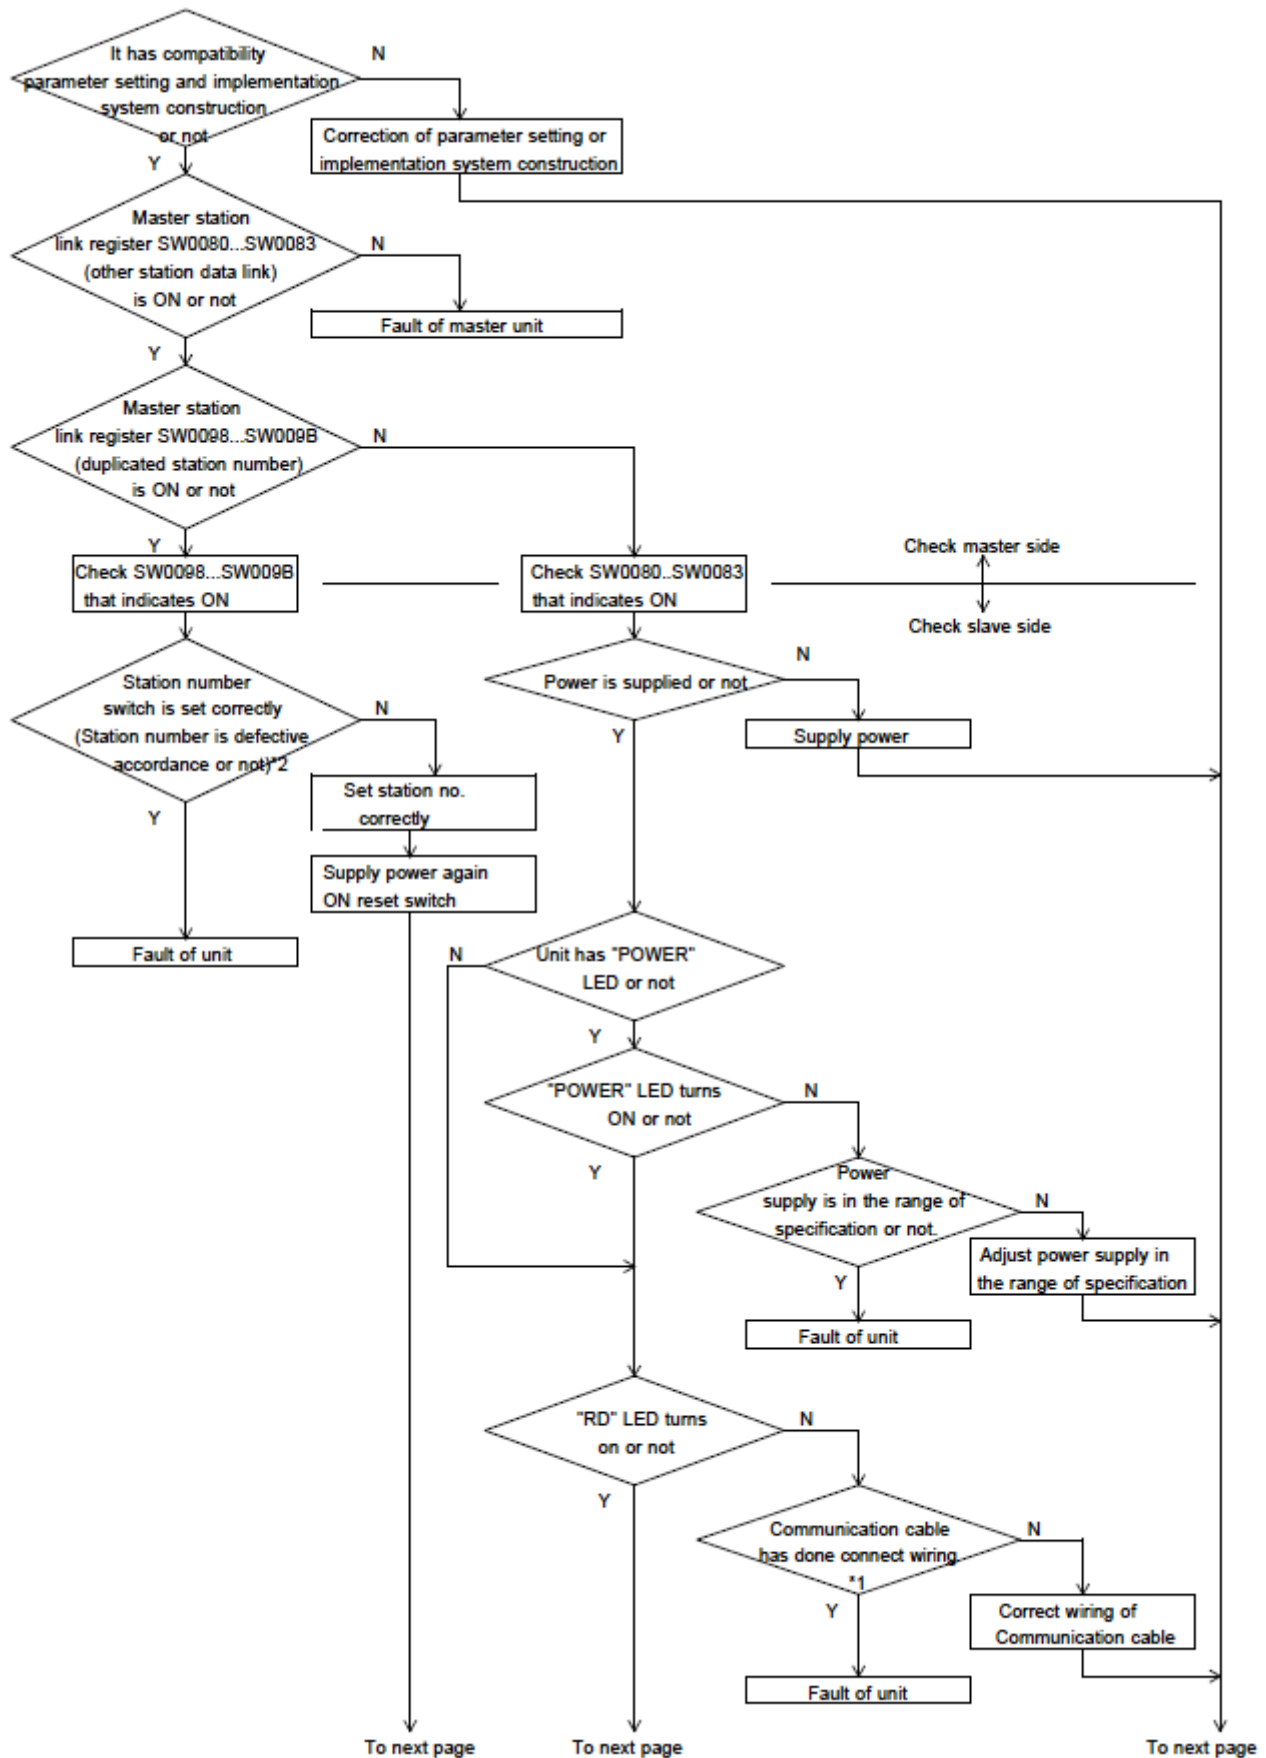 It has compatibility
parameter setting and implementation
system construction
or not
N
Y
Correction of parameter setting or
implementation system construction
Master station
link register SW0080...SW0083
(other station data link)
is ON or not
N
Y
Fault of master unit
Master station
link register SW0098...SW009B
(duplicated station number)
is ON or not
N
Y
Check SW0098...SW009B
that indicates ON
Check SW0080..SW0083
that indicates ON
Check master side
Check slave side
Station number
switch is set correctly
(Station number is defective
accordance or not)*2
N
Y
Set station no.
correctly
Supply power again
ON reset switch
Fault of unit
Power is supplied or not
N
Y
Supply power
Unit has "POWER"
LED or not
N
Y
"POWER" LED turns
ON or not
N
Y
Power
supply is in the range of
specification or not.
N
Y
Adjust power supply in
the range of specification
Fault of unit
"RD" LED turns
on or not
N
Y
Communication cable
has done connect wiring
*1
N
Y
Correct wiring of
Communication cable
Fault of unit
To next page
To next page
To next page